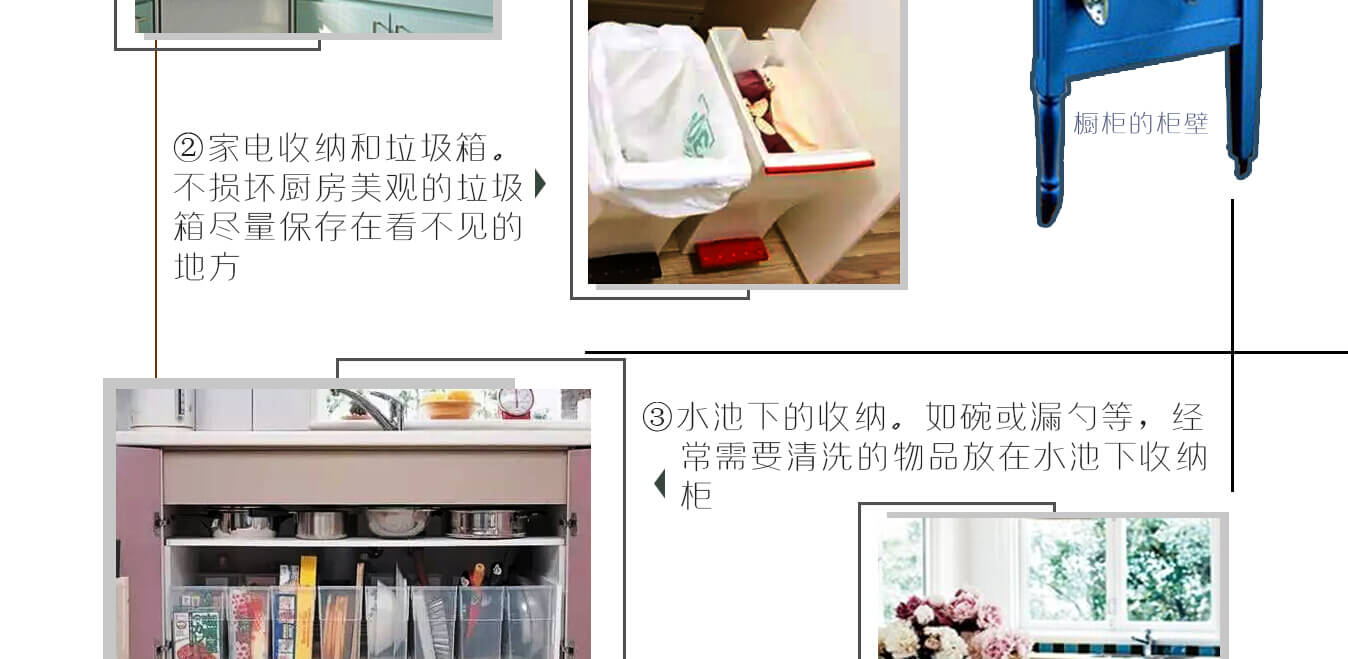 橱柜的柜壁
②家电收纳和垃圾箱。
不损坏厨房美观的垃圾
箱尽量保存在看不见的
地方
③水池下的收纳。如碗或漏勺等，经
常需要清洗的物品放在水池下收纳
柜